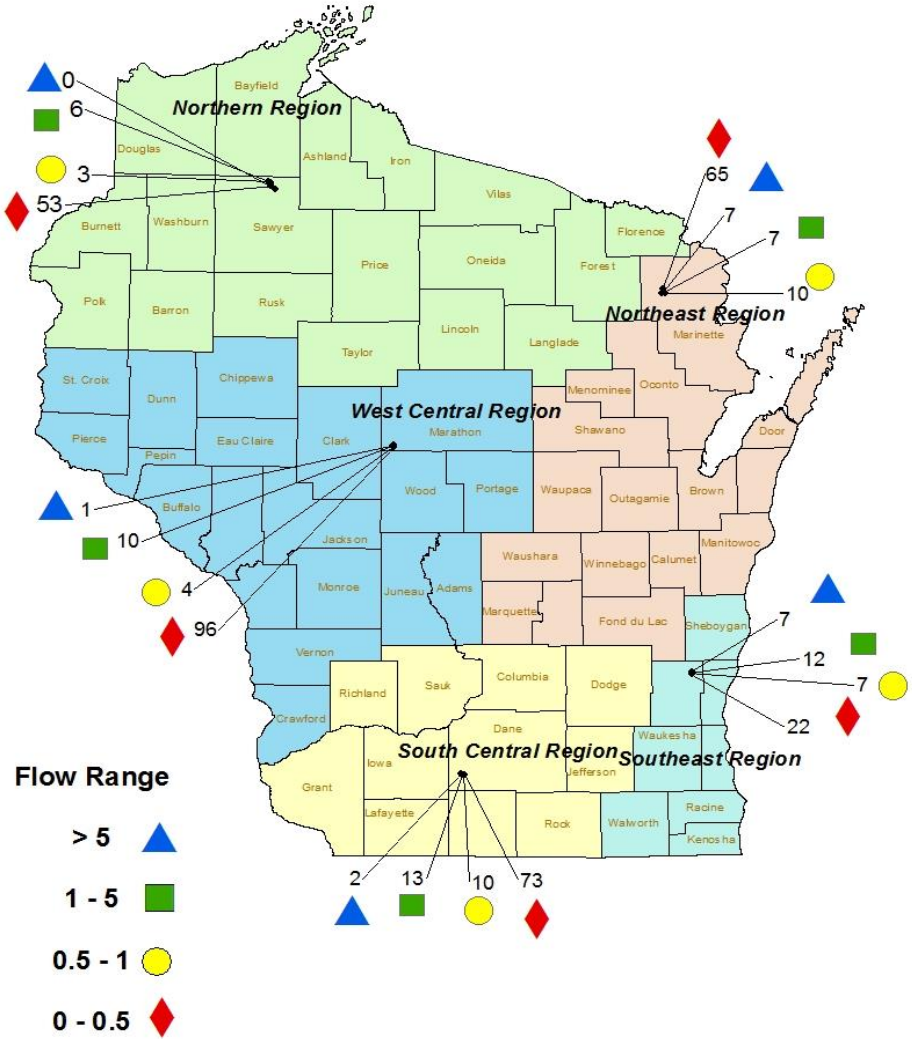 Bayfield
0
6
Northern Region
Douglas
Ashland
Iron
3
53
65
7
7
10
Vilas
Burnett
Washburn
Sawyer
Florence
Price
Oneida
Forest
Polk
Barron
Rusk
Northeast Region
Lincoln
Marinette
Langlade
Taylor
St. Croix
Chippewa
Dunn
Menominee
Oconto
West Central Region
Pierce
Eau Claire
Clark
Marathon
Shawano
Door
Pepin
1
Buffalo
Wood
Portage
Waupaca
Outagamie
Brown
10
Jackson
Manitowoc
4
Monroe
Juneau
Adams
Waushara
Winnebago
Calumet
96
Marquette
Fond du Lac
Sheboygan
7
Vernon
12
7
22
Richland
Sauk
Columbia
Dodge
Crawford
Dane
Waukesha
South Central Region
Southeast Region
Iowa
Jefferson
Grant
Lafayette
Rock
Walworth
Racine
Kenosha
2
13
10
73
Flow Range
> 5
1 - 5
0.5 - 1
0 - 0.5